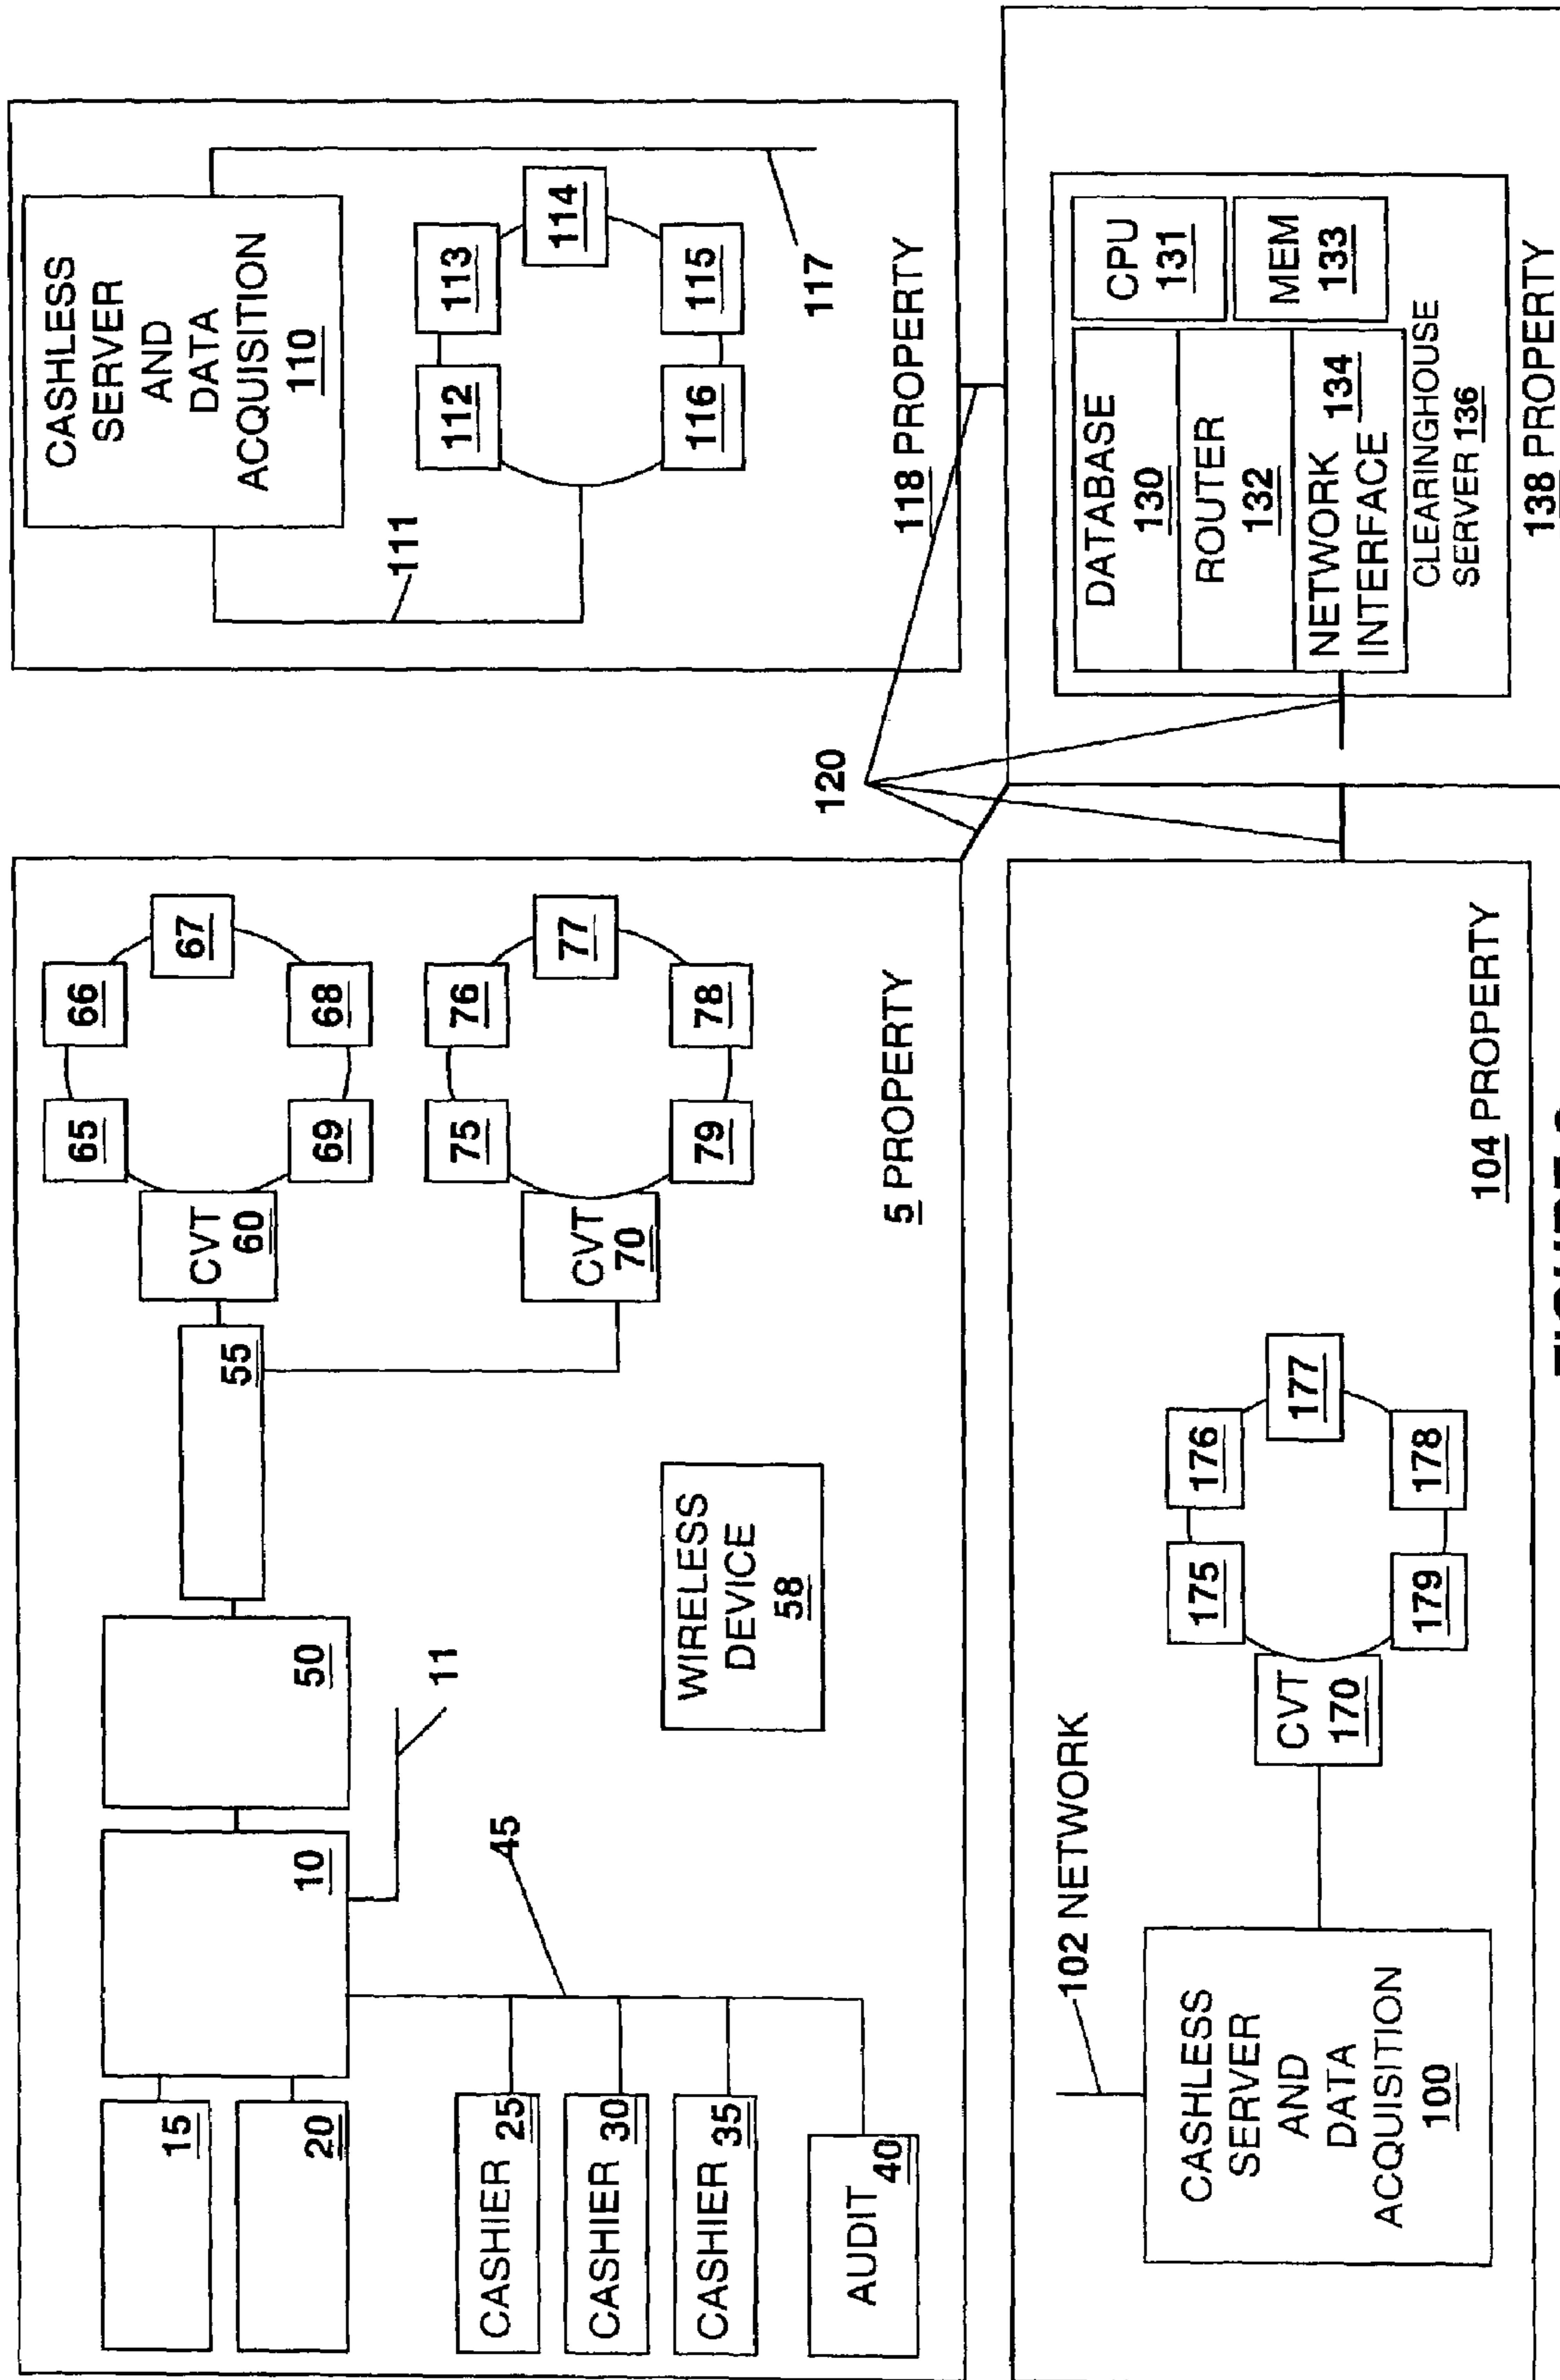 15
20
10
50
55
CVT
60
65
66
67
68
69
CVT
70
75
76
77
78
79
11
45
CASHIER 25
CASHIER 30
CASHIER 35
AUDIT 40
WIRELESS
DEVICE
58
5 PROPERTY
CASHLESS
SERVER
AND
DATA
ACQUISITION
110
111
112
113
114
115
116
117
118 PROPERTY
120
102 NETWORK
CASHLESS
SERVER
AND
DATA
ACQUISITION
100
CVT
170
175
176
177
178
179
104 PROPERTY
DATABASE
130
CPU
131
ROUTER
132
MEM
133
NETWORK 134
INTERFACE
CLEARINGHOUSE
SERVER 136
138 PROPERTY